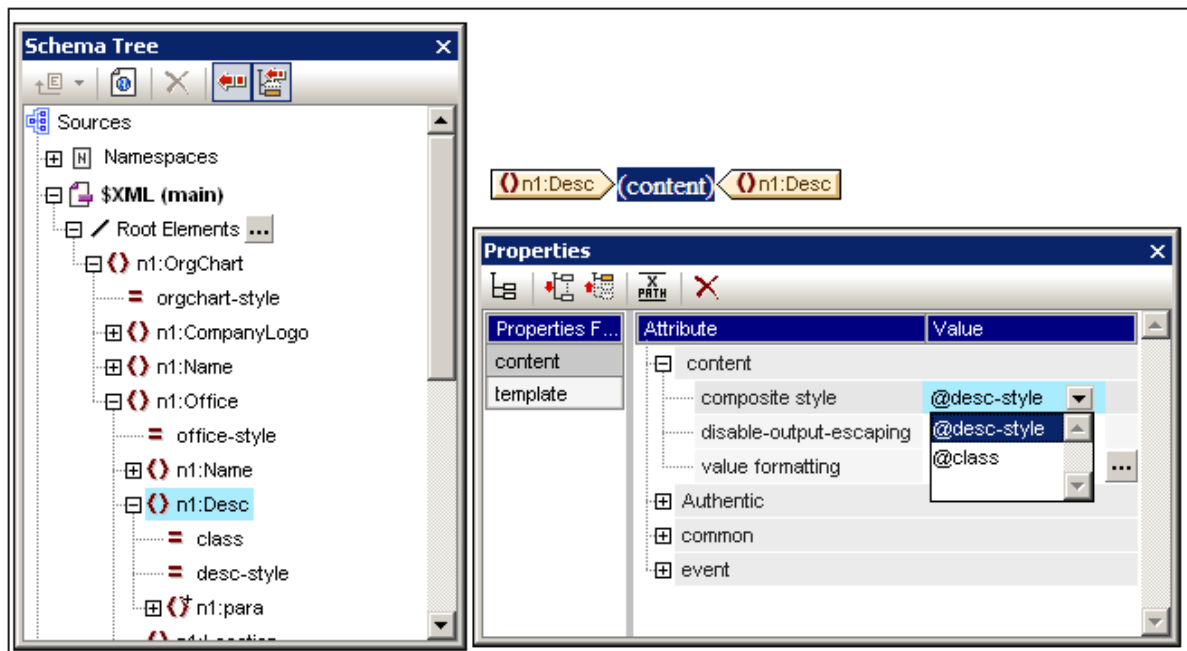 Schema Tree
Sources
Namespaces
$XML (main)
Root Elements ...
n1:OrgChart
orgchart-style
n1:CompanyLogo
n1:Name
n1:Office
office-style
n1:Name
n1:Desc
class
desc-style
n1:para
n1:Desc (content) n1:Desc
Properties
XPATH
Properties F... Attribute Value
content content
template composite style @desc-style
disable-output-escaping @desc-style
value formatting @class ...
Authentic
common
event